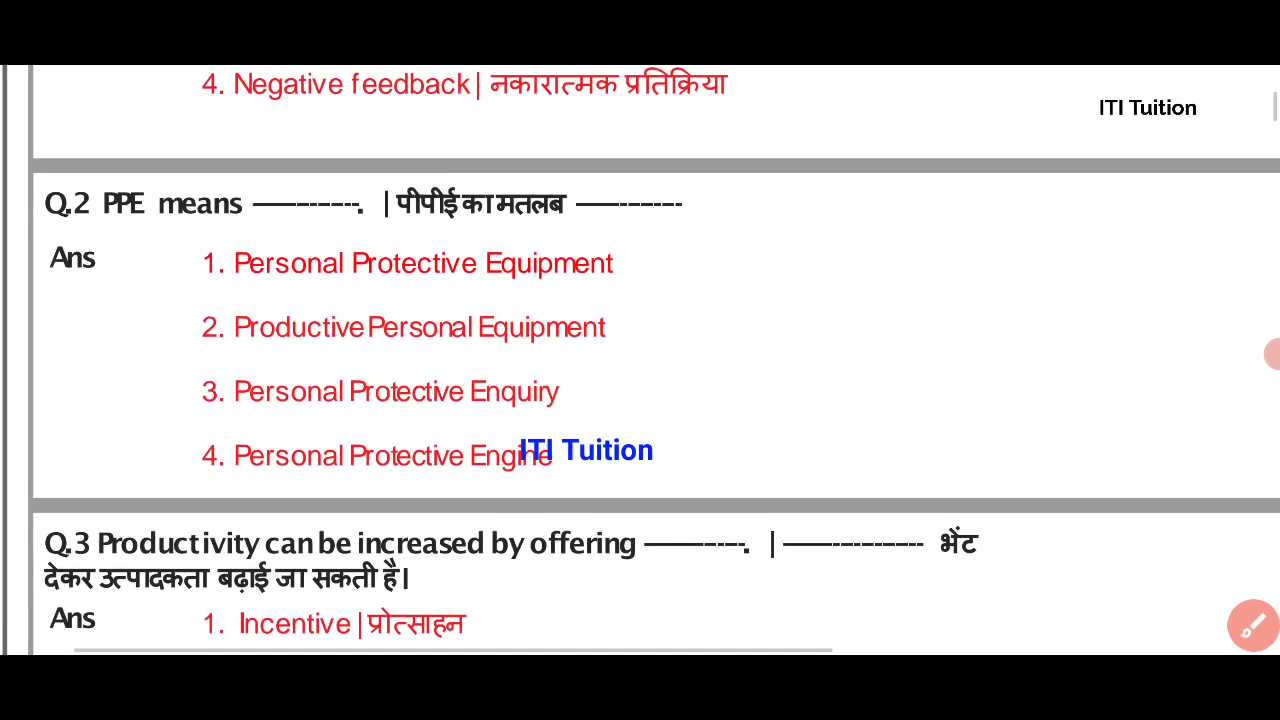 4. Negative feedback | नकारात्मक प्रतिक्रिया
ITI Tuition
Q.2 PPE means ----------. | पीपीई का मतलब ----------
Ans
1. Personal Protective Equipment
2. Productive Personal Equipment
3. Personal Protective Enquiry
4. Personal Protective Engine
ITI Tuition
Q.3 Productivity can be increased by offering ----------. | ------------- भेंट
देकर उत्पादकता बढ़ाई जा सकती है।
Ans
1. Incentive | प्रोत्साहन